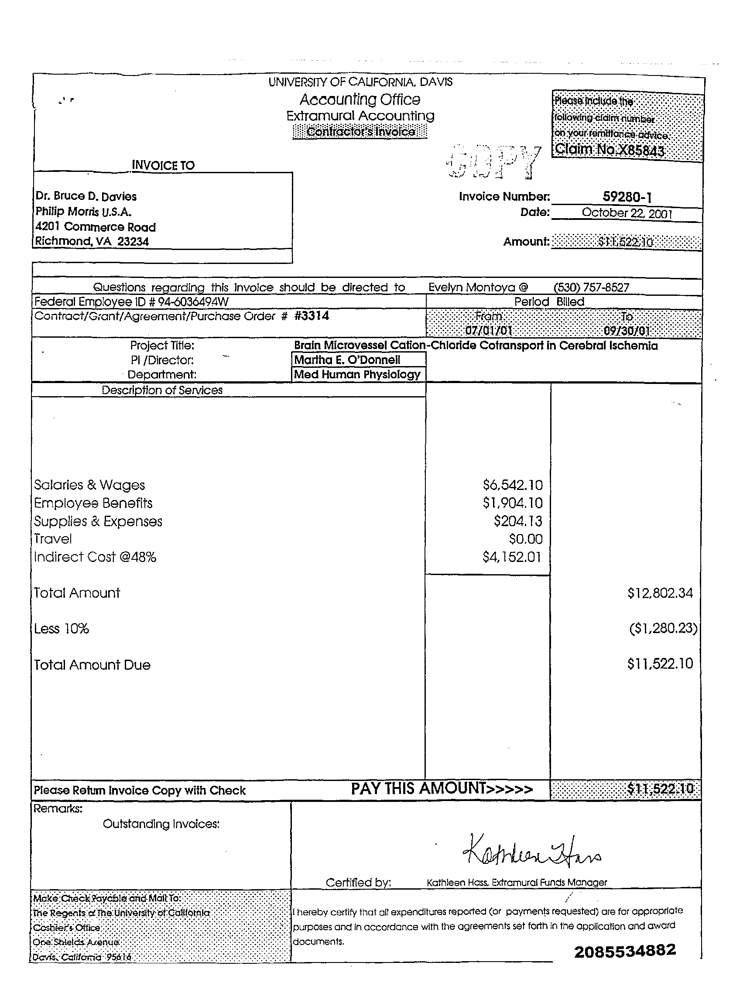 UNIVERSITY OF CALIFORNIA, DAVIS
Accounting Office
Extramural Accounting
Contractor's Invoice
Please include the
following claim number
on your remittance advice.
Claim No.X85843
COPY
INVOICE TO
Dr. Bruce D. Davies
Philip Morris U.S.A.
4201 Commerce Road
Richmond, VA 23234
Invoice Number: 59280-1
Date: October 22, 2001
Amount: $11,522.10
Questions regarding this invoice should be directed to Evelyn Montoya @ (530) 757-8527
Federal Employee ID # 94-6036494W Period Billed
Contract/Grant/Agreement/Purchase Order # #3314 From To
07/01/01 09/30/01
Project Title: Brain Microvessel Cation-Chloride Cotransport in Cerebral Ischemia
PI /Director: Martha E. O'Donnell
Department: Med Human Physiology
Description of Services
Salaries & Wages $6,542.10
Employee Benefits $1,904.10
Supplies & Expenses $204.13
Travel $0.00
Indirect Cost @48% $4,152.01
Total Amount $12,802.34
Less 10% ($1,280.23)
Total Amount Due $11,522.10
Please Return Invoice Copy with Check PAY THIS AMOUNT>>>>> $11,522.10
Remarks:
Outstanding Invoices:
Kathleen Hass
Certified by: Kathleen Hass, Extramural Funds Manager
Make Check Payable and Mail To:
The Regents of The University of California
Cashier's Office
One Shields Avenue
Davis, California 95616
I hereby certify that all expenditures reported (or payments requested) are for appropriate
purposes and in accordance with the agreements set forth in the application and award
documents.
2085534882